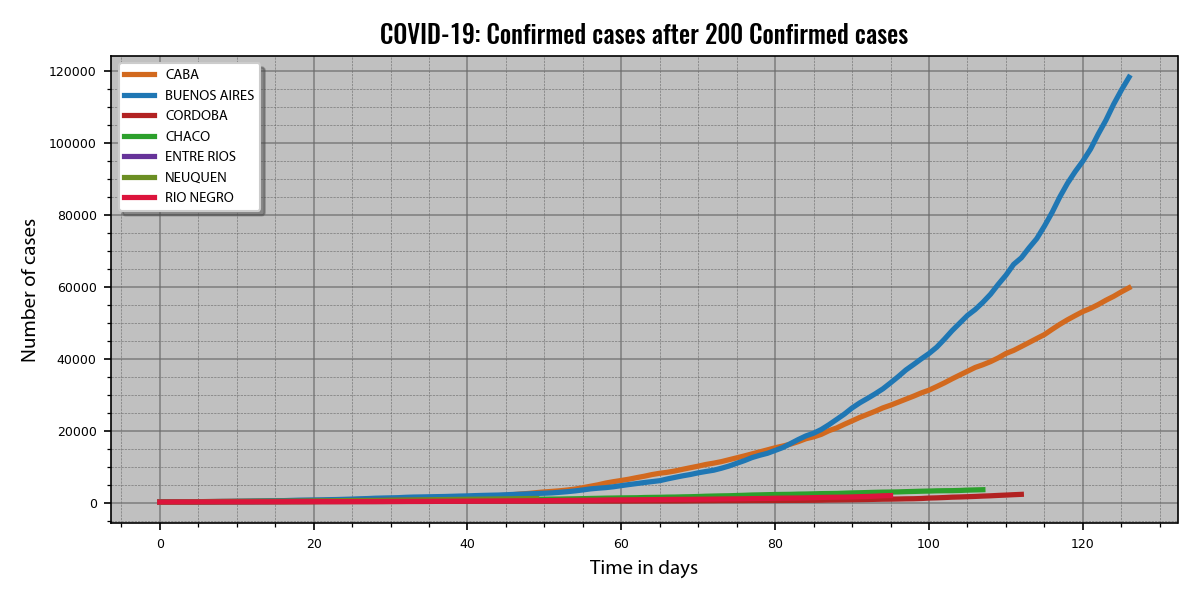 COVID-19: Confirmed cases after 200 Confirmed cases
CABA
BUENOS AIRES
CORDOBA
CHACO
ENTRE RIOS
NEUQUEN
RIO NEGRO
Number of cases
120000
100000
80000
60000
40000
20000
0
0 20 40 60 80 100 120
Time in days